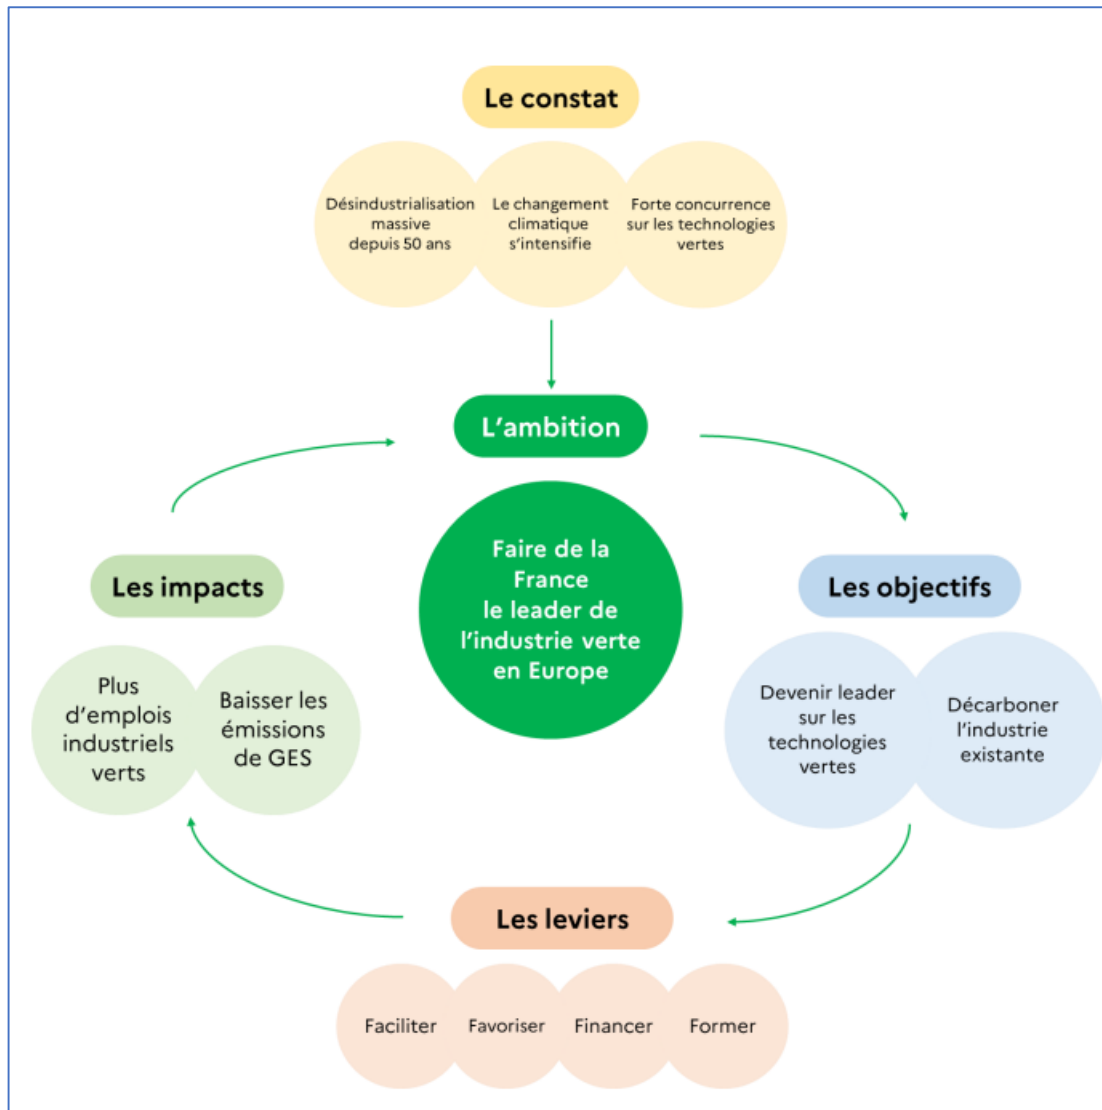 Le constat
Désindustrialisation
massive
depuis 50 ans
Le changement
climatique
s'intensifie
Forte concurrence
sur les technologies
vertes
L'ambition
Faire de la
France
le leader de
l'industrie verte
en Europe
Les objectifs
Devenir leader
sur les
technologies
vertes
Décarboner
l'industrie
existante
Les leviers
Faciliter
Favoriser
Financer
Former
Les impacts
Plus
d'emplois
industriels
verts
Baisser les
émissions
de GES